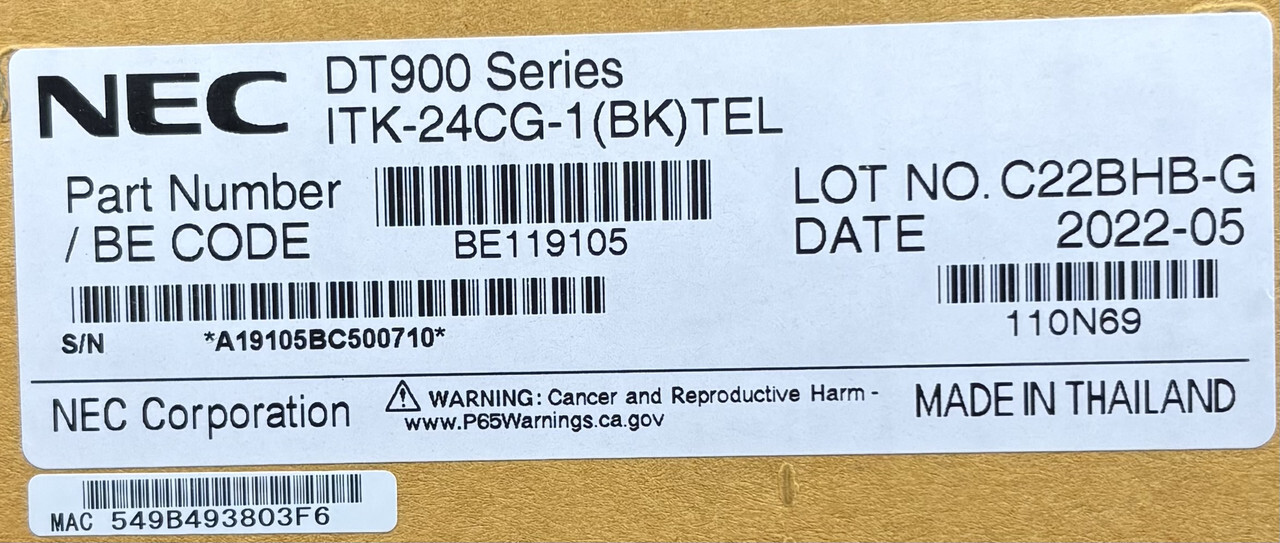 NEC
DT900 Series
ITK-24CG-1(BK)TEL
Part Number
/ BE CODE
BE119105
LOT NO. C22BHB-G
DATE 2022-05
110N69
S/N *A19105BC500710*
NEC Corporation
⚠ WARNING: Cancer and Reproductive Harm -
www.P65Warnings.ca.gov
MADE IN THAILAND
MAC 549B493803F6